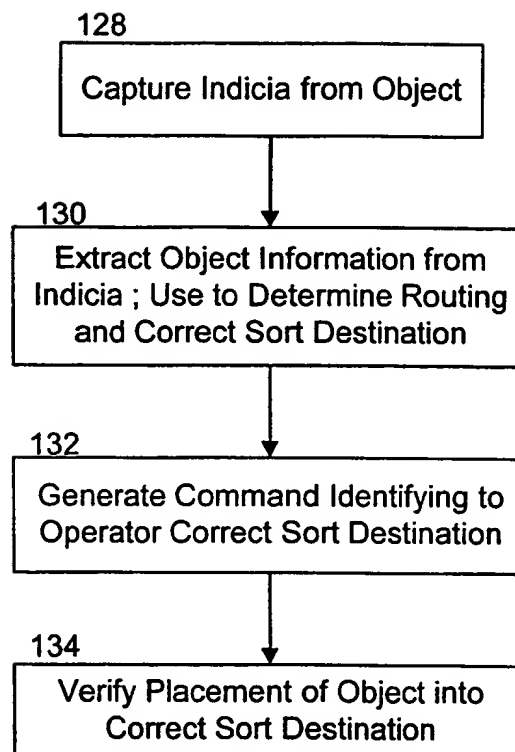 128
Capture Indicia from Object
130
Extract Object Information from
Indicia ; Use to Determine Routing
and Correct Sort Destination
132
Generate Command Identifying to
Operator Correct Sort Destination
134
Verify Placement of Object into
Correct Sort Destination